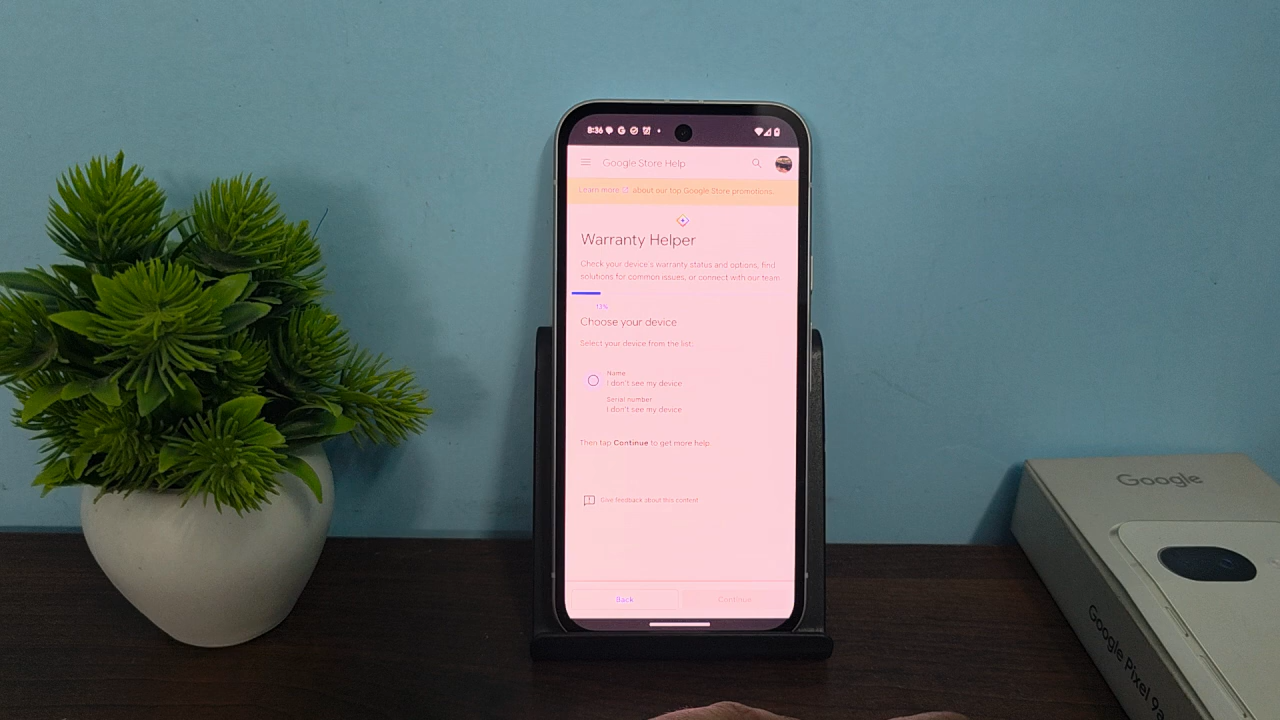 8:36
Google Store Help
Learn more about our top Google Store promotions.
Warranty Helper
Check your device's warranty status and options, find
solutions for common issues, or connect with our team
13%
Choose your device
Select your device from the list:
Name
I don't see my device
Serial number
I don't see my device
Then tap Continue to get more help
Give feedback about this content
Back
Continue
Google
Google Pixel 9a